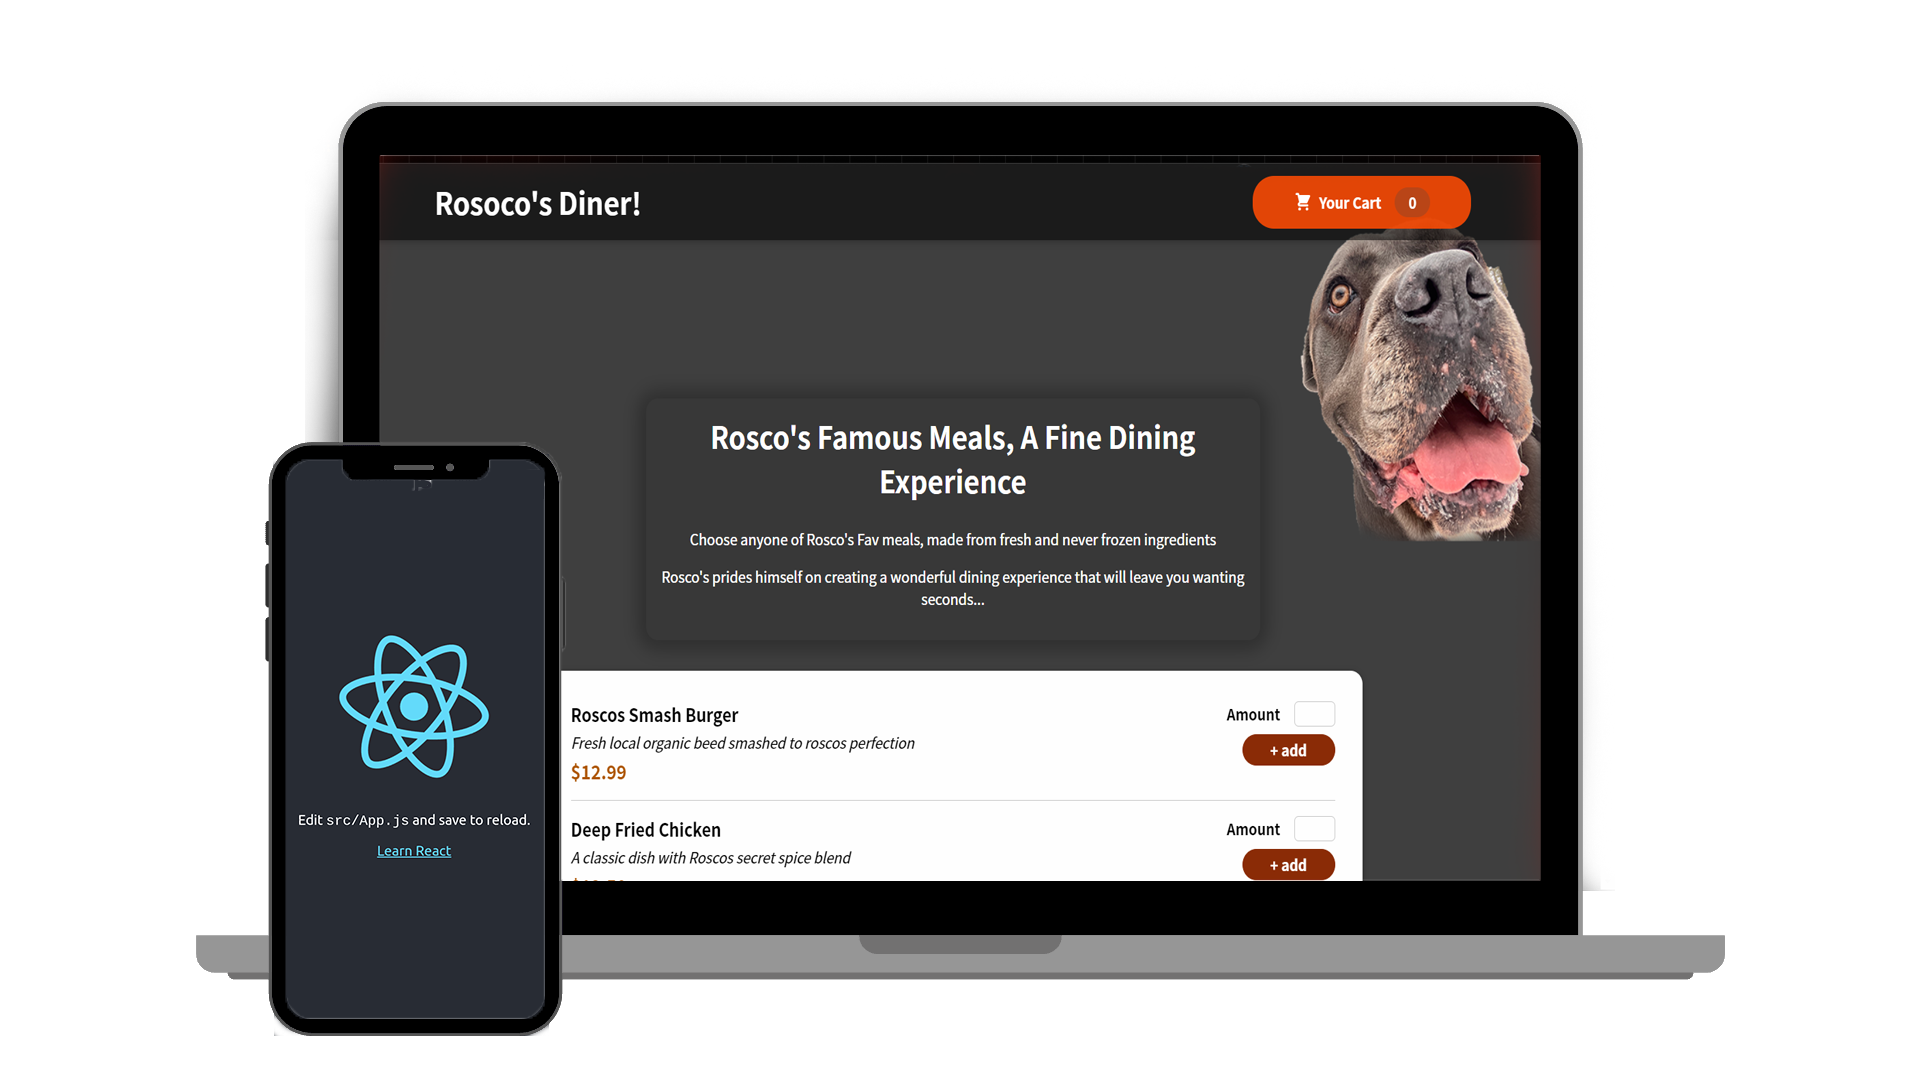 Rosoco's Diner!
Your Cart 0
Rosco's Famous Meals, A Fine Dining
Experience
Choose anyone of Rosco's Fav meals, made from fresh and never frozen ingredients
Rosco's prides himself on creating a wonderful dining experience that will leave you wanting
seconds...
Roscos Smash Burger
Amount
Fresh local organic beed smashed to roscos perfection
+ add
$12.99
Deep Fried Chicken
Amount
A classic dish with Roscos secret spice blend
+ add
Edit src/App.js and save to reload.
Learn React